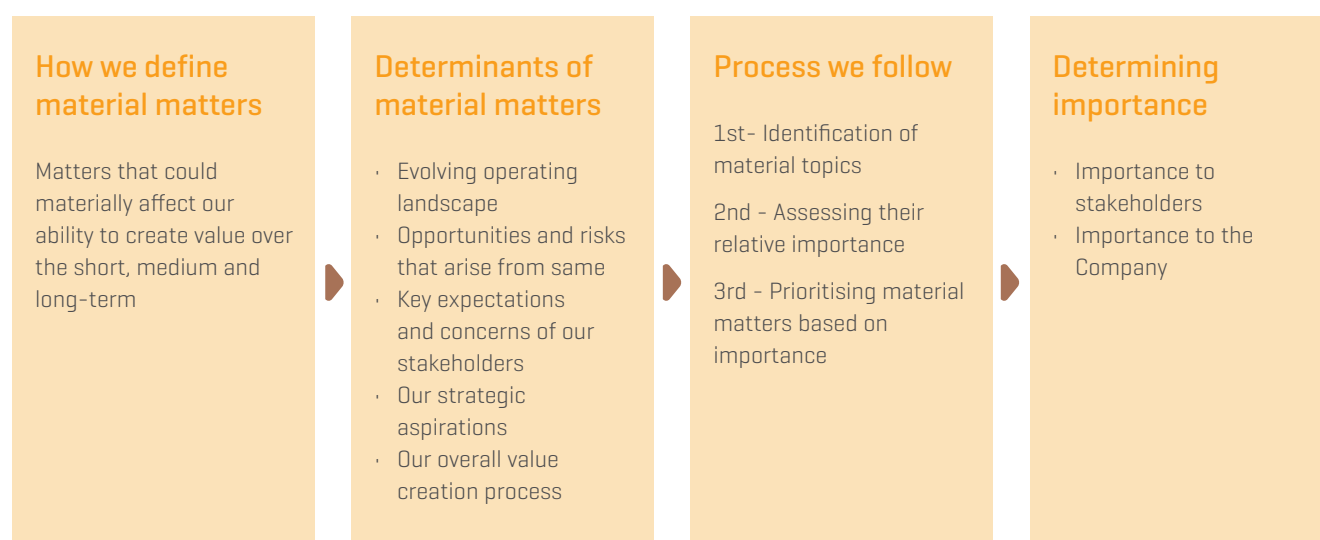 How we define
material matters
Matters that could
materially affect our
ability to create value over
the short, medium and
long-term
Determinants of
material matters
· Evolving operating
landscape
· Opportunities and risks
that arise from same
· Key expectations
and concerns of our
stakeholders
· Our strategic
aspirations
· Our overall value
creation process
Process we follow
1st- Identification of
material topics
2nd - Assessing their
relative importance
3rd - Prioritising material
matters based on
importance
Determining
importance
· Importance to
stakeholders
· Importance to the
Company